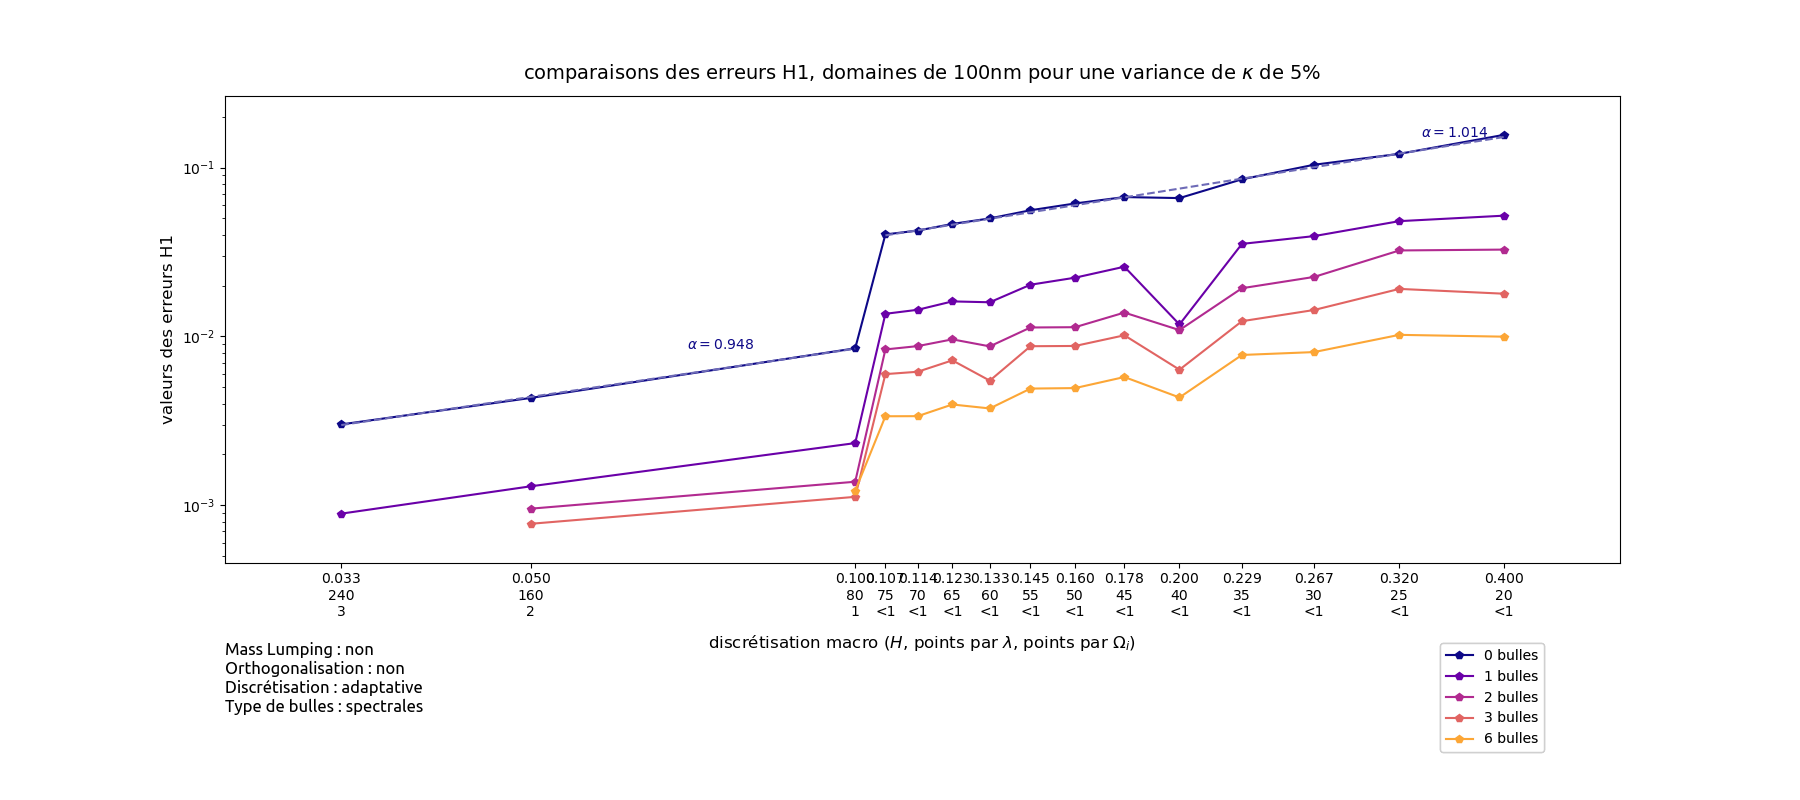 comparaisons des erreurs H1, domaines de 100nm pour une variance de κ de 5%
valeurs des erreurs H1
10⁻¹
10⁻²
10⁻³
α = 1.014
α = 0.948
0.033 0.050 0.100 0.107 0.114 0.123 0.133 0.145 0.160 0.178 0.200 0.229 0.267 0.320 0.400
240 160 80 75 70 65 60 55 50 45 40 35 30 25 20
3 2 1 <1 <1 <1 <1 <1 <1 <1 <1 <1 <1 <1 <1
discrétisation macro (H, points par λ, points par Ωᵢ)
Mass Lumping : non
Orthogonalisation : non
Discrétisation : adaptative
Type de bulles : spectrales
0 bulles
1 bulles
2 bulles
3 bulles
6 bulles